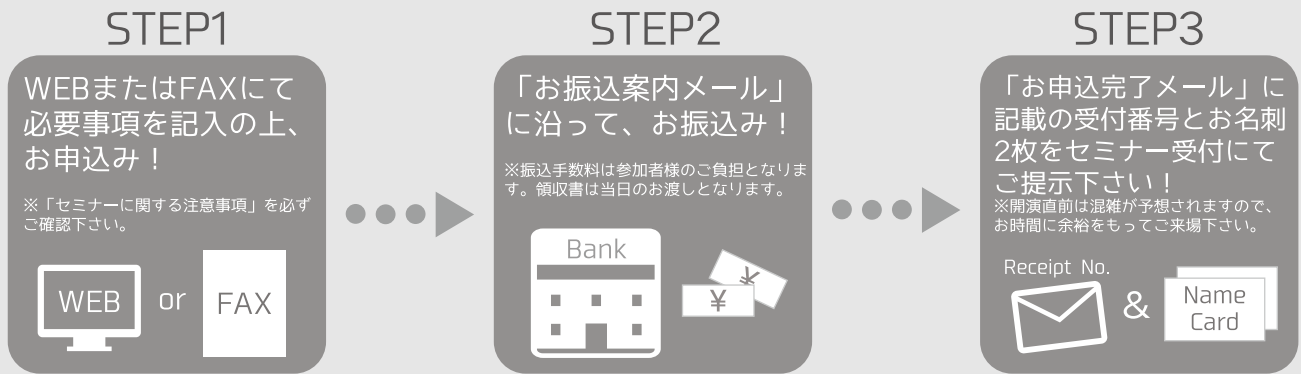 STEP1
WEBまたはFAXにて
必要事項を記入の上、
お申込み！
※「セミナーに関する注意事項」を必ず
ご確認下さい。
WEB
or
FAX
STEP2
「お振込案内メール」
に沿って、お振込み！
※振込手数料は参加者様のご負担となりま
す。領収書は当日のお渡しとなります。
Bank
¥
¥
STEP3
「お申込完了メール」に
記載の受付番号とお名刺
2枚をセミナー受付にて
ご提示下さい！
※開演直前は混雑が予想されますので、
お時間に余裕をもってご来場下さい。
Receipt No.
&
Name
Card